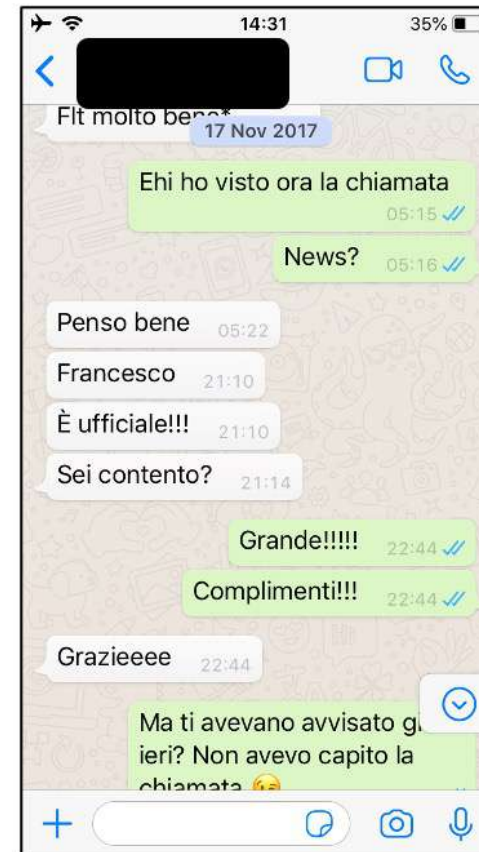 14:31
35%
Flt molto bene*
17 Nov 2017
Ehi ho visto ora la chiamata
05:15
News? 05:16
Penso bene 05:22
Francesco 21:10
È ufficiale!!! 21:10
Sei contento? 21:14
Grande!!!!! 22:44
Complimenti!!! 22:44
Grazieeee 22:44
Ma ti avevano avvisato
ieri? Non avevo capito la
chiamata 😉